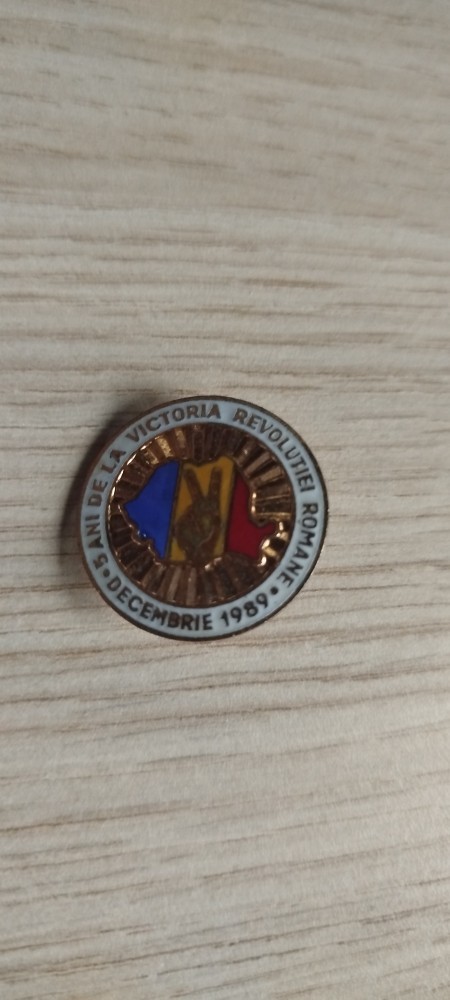 5 ANI DE LA VICTORIA REVOLUTIEI ROMANE
DECEMBRIE 1989